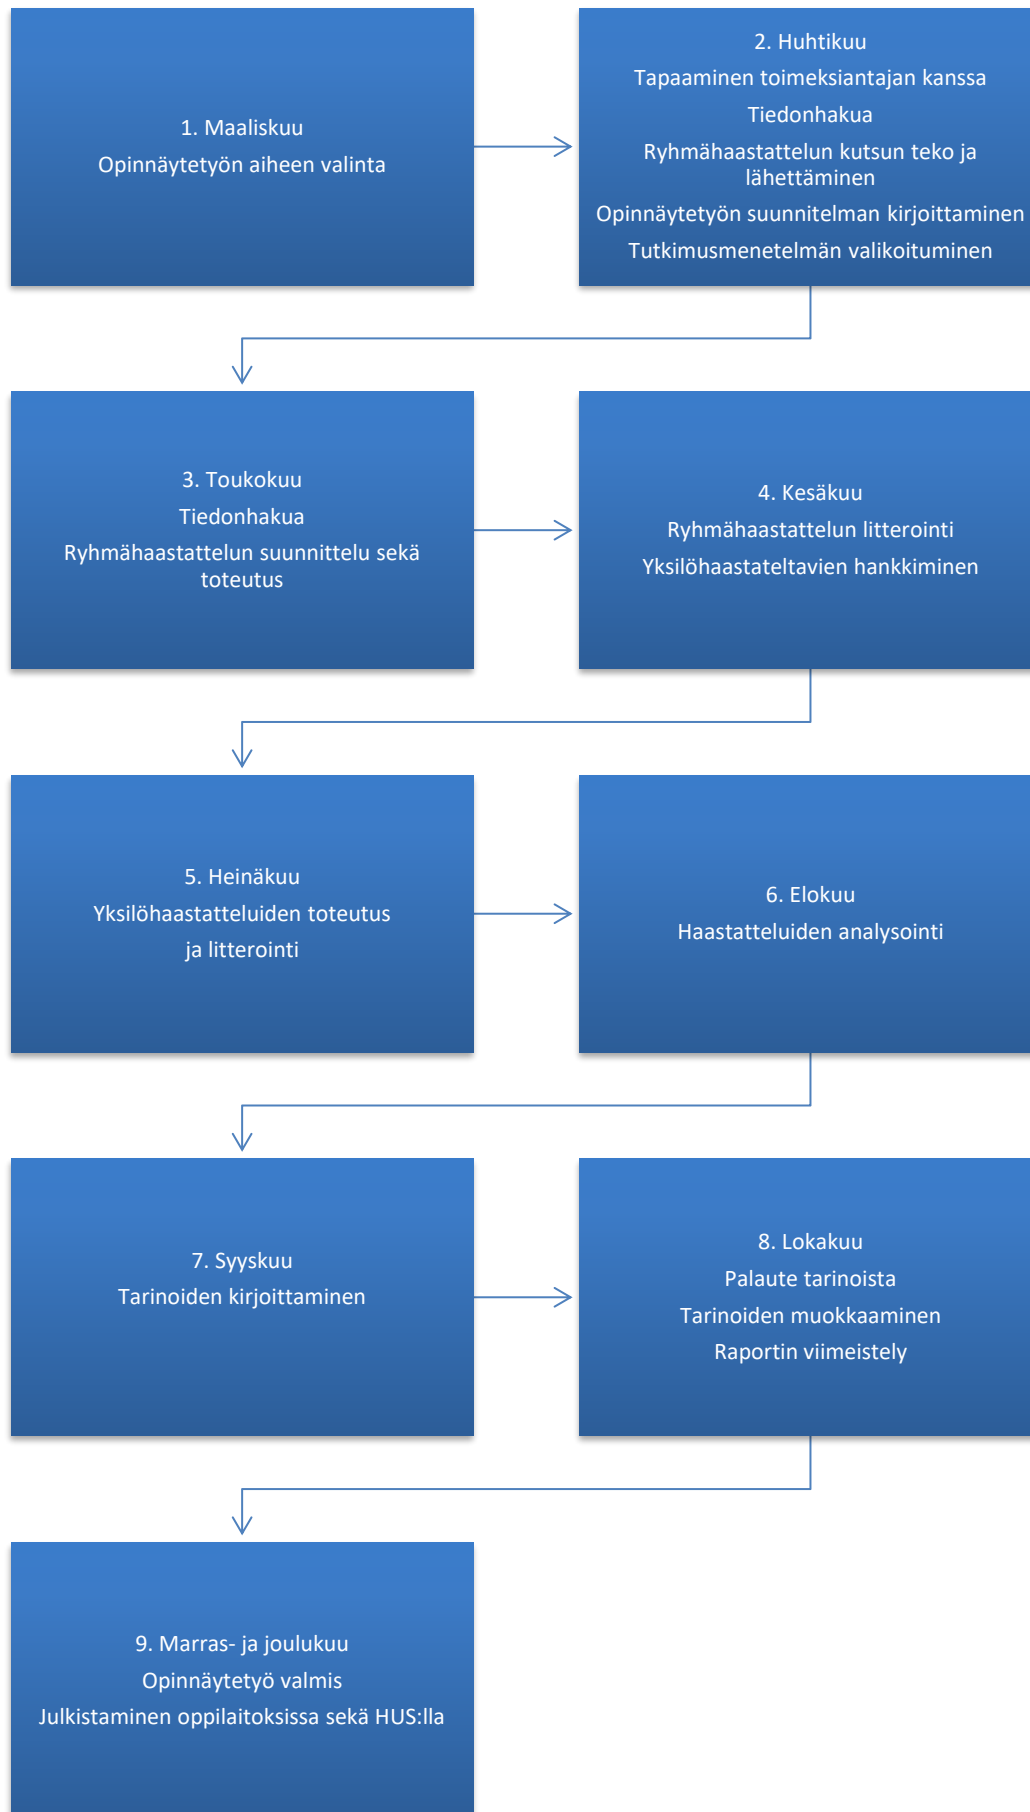 1. Maaliskuu
Opinnäytetyön aiheen valinta
2. Huhtikuu
Tapaaminen toimeksiantajan kanssa
Tiedonhakua
Ryhmähaastattelun kutsun teko ja
lähettäminen
Opinnäytetyön suunnitelman kirjoittaminen
Tutkimusmenetelmän valikoituminen
3. Toukokuu
Tiedonhakua
Ryhmähaastattelun suunnittelu sekä
toteutus
4. Kesäkuu
Ryhmähaastattelun litterointi
Yksilöhaastateltavien hankkiminen
5. Heinäkuu
Yksilöhaastatteluiden toteutus
ja litterointi
6. Elokuu
Haastatteluiden analysointi
7. Syyskuu
Tarinoiden kirjoittaminen
8. Lokakuu
Palaute tarinoista
Tarinoiden muokkaaminen
Raportin viimeistely
9. Marras- ja joulukuu
Opinnäytetyö valmis
Julkistaminen oppilaitoksissa sekä HUS:lla